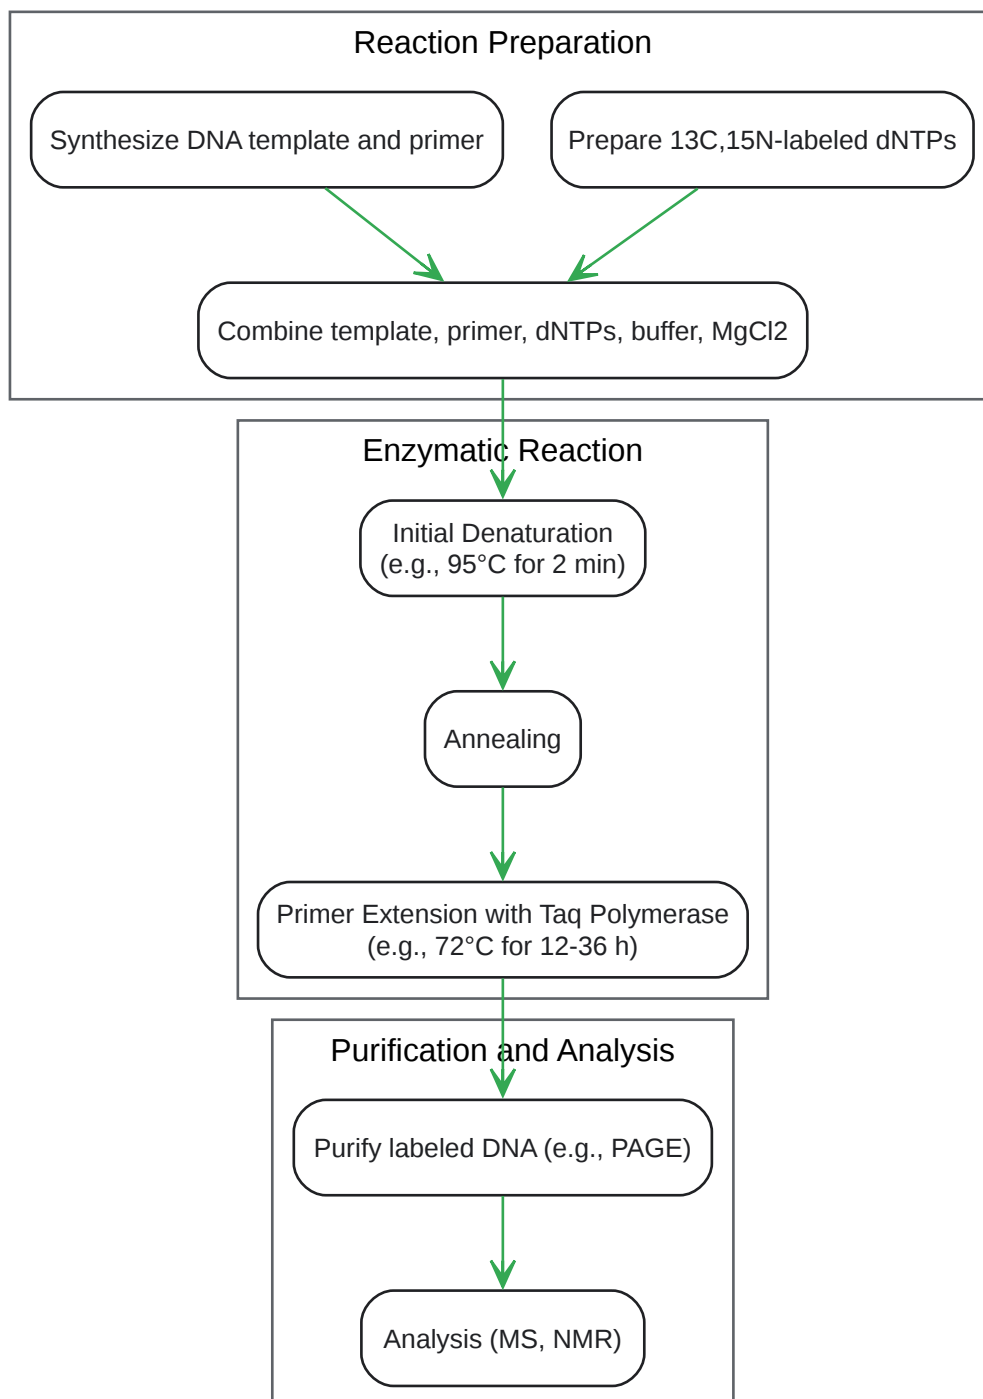 Reaction Preparation
Synthesize DNA template and primer
Prepare 13C,15N-labeled dNTPs
Combine template, primer, dNTPs, buffer, MgCl2
Enzymatic Reaction
Initial Denaturation
(e.g., 95°C for 2 min)
Annealing
Primer Extension with Taq Polymerase
(e.g., 72°C for 12-36 h)
Purification and Analysis
Purify labeled DNA (e.g., PAGE)
Analysis (MS, NMR)